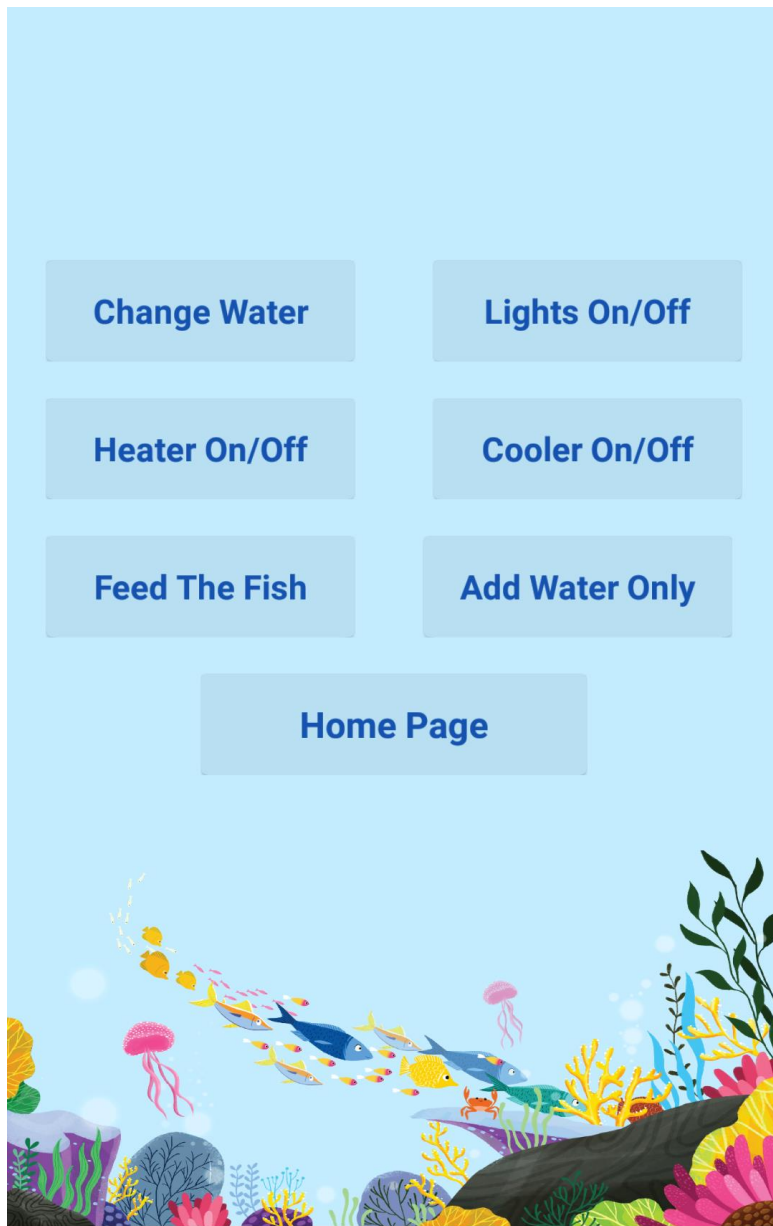 Change Water
Lights On/Off
Heater On/Off
Cooler On/Off
Feed The Fish
Add Water Only
Home Page